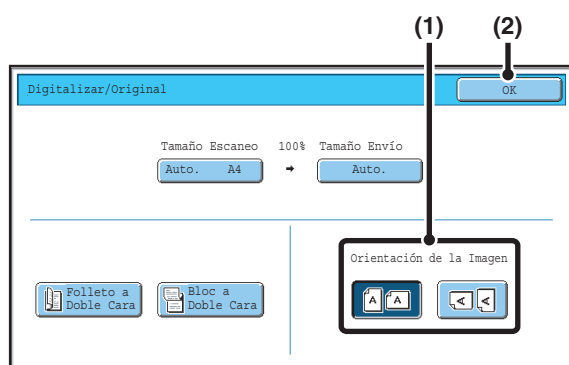 (1) (2)
Digitalizar/Original OK
Tamaño Escaneo 100% Tamaño Envío
Auto. A4 → Auto.
Orientación de la Imagen
Folleto a
Doble Cara
Bloc a
Doble Cara
A A A A